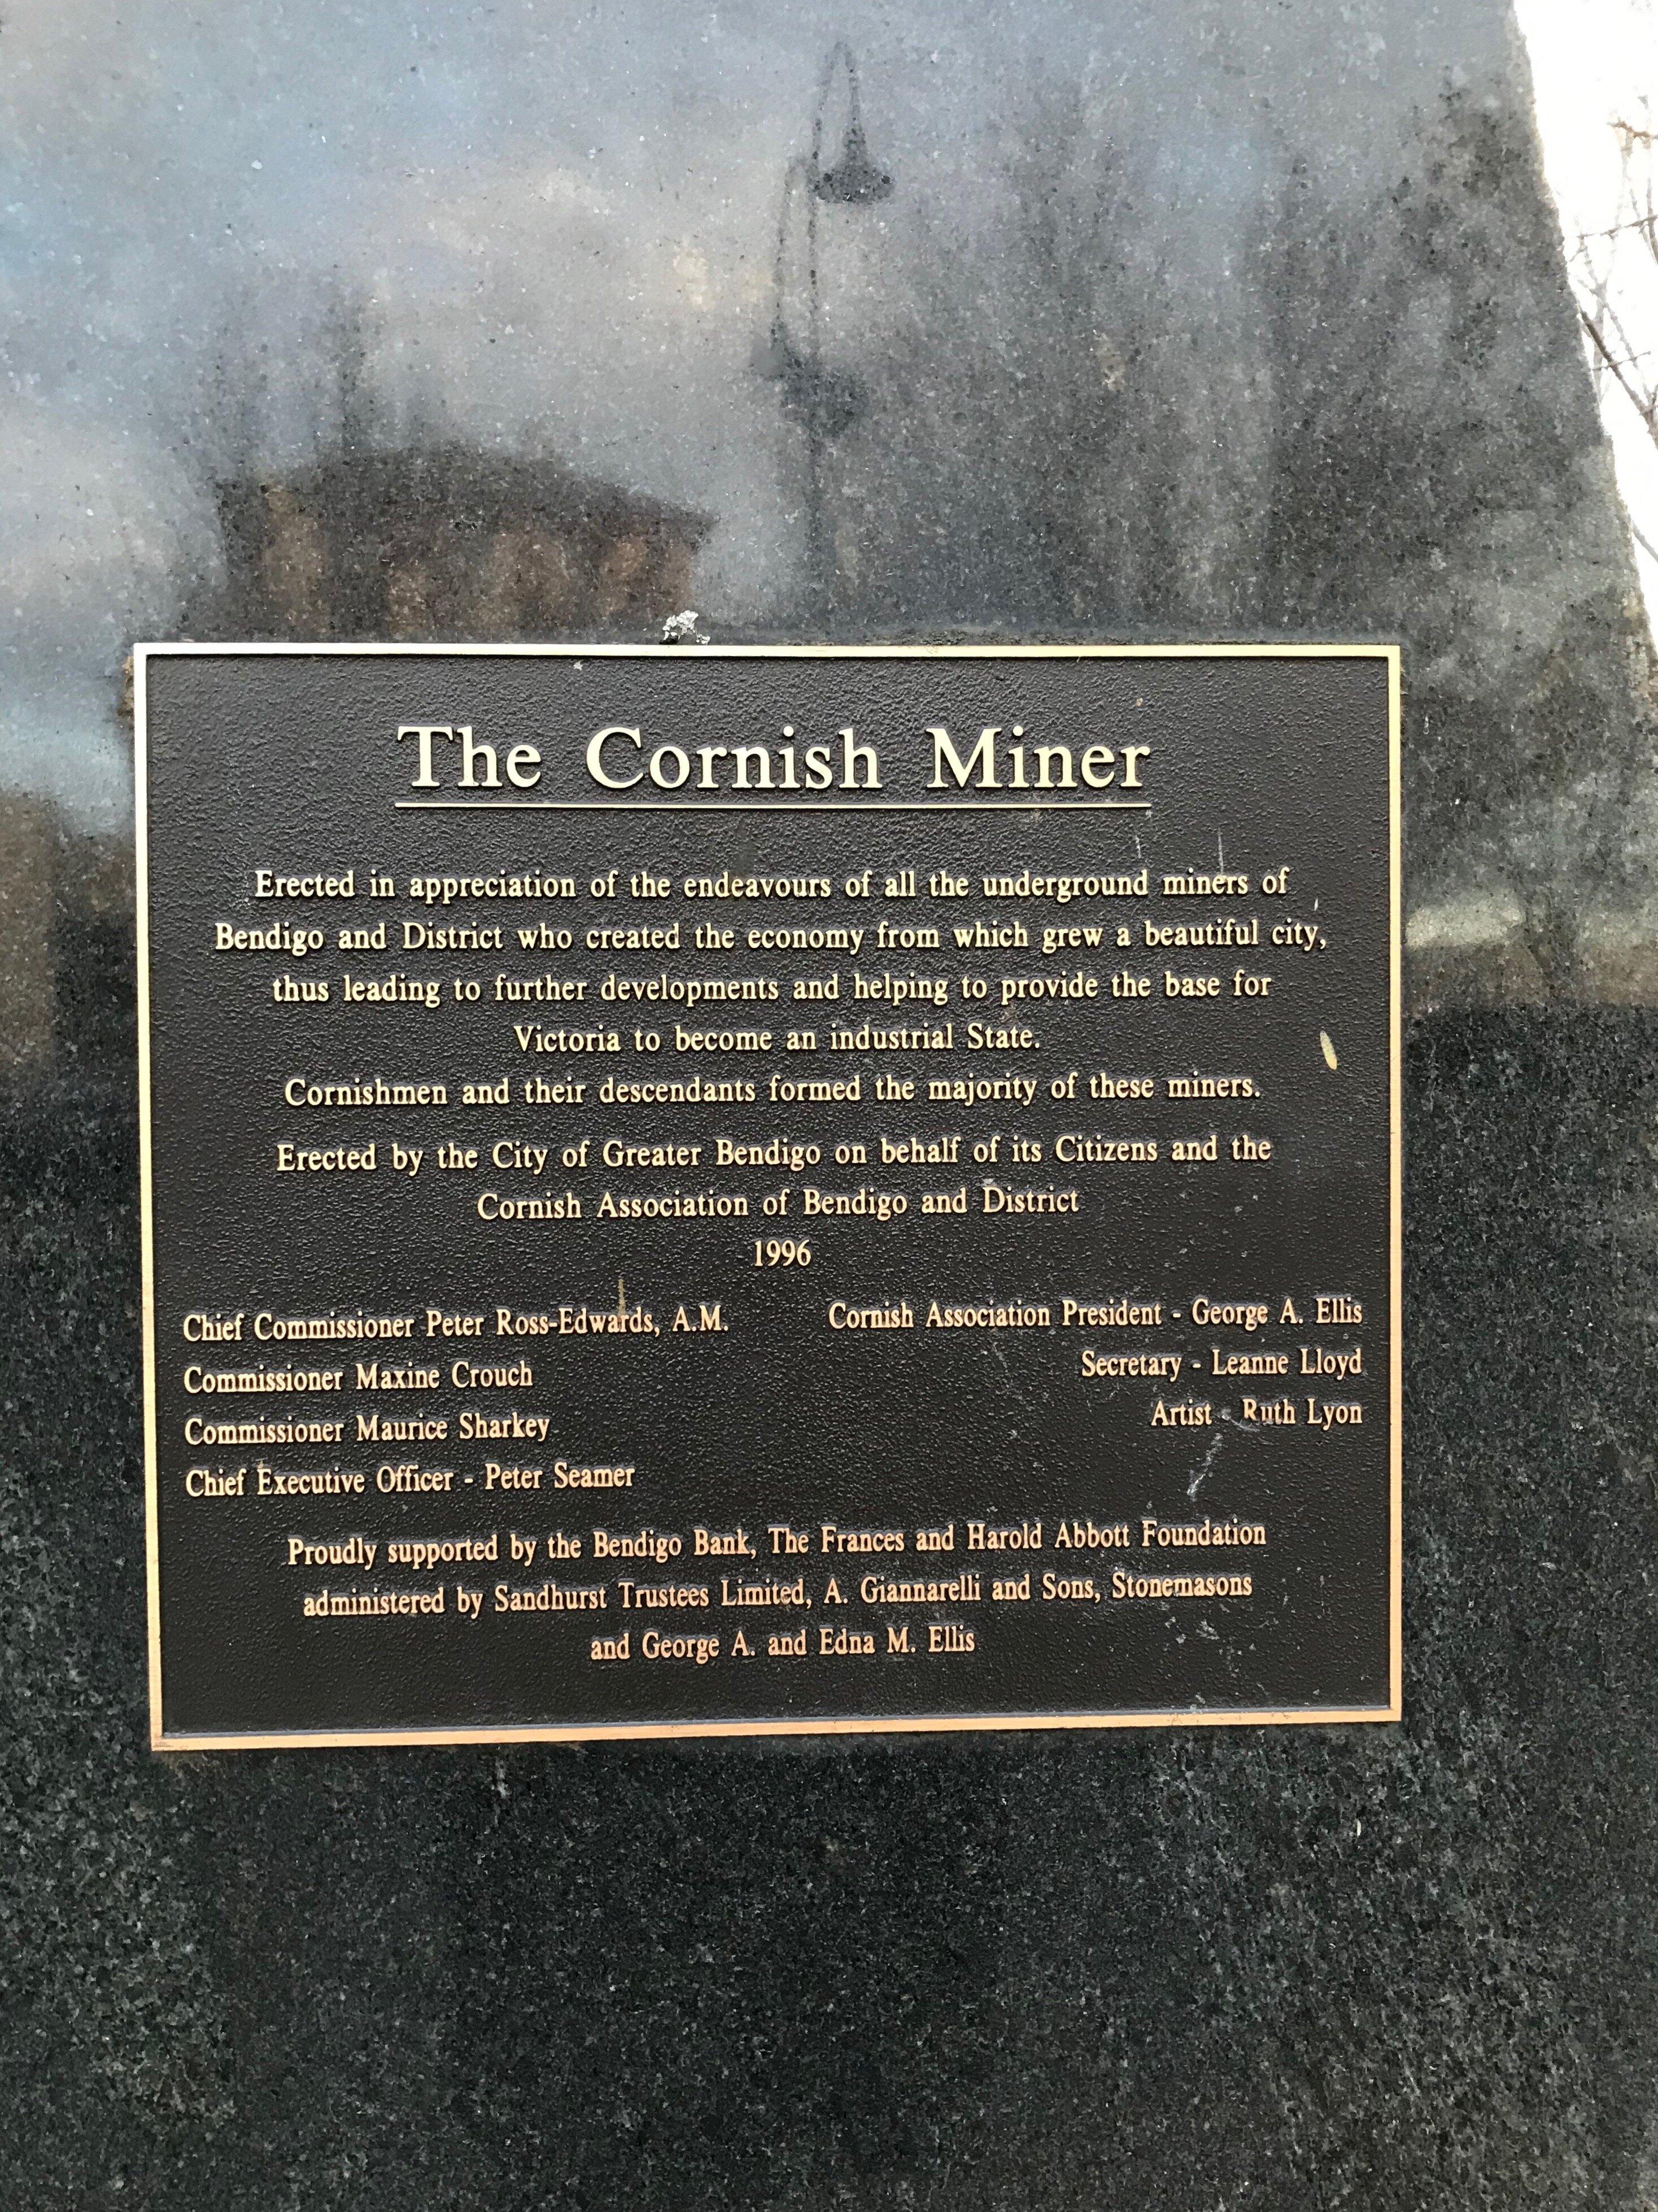 The Cornish Miner
Erected in appreciation of the endeavours of all the underground miners of
Bendigo and District who created the economy from which grew a beautiful city,
thus leading to further developments and helping to provide the base for
Victoria to become an industrial State.
Cornishmen and their descendants formed the majority of these miners.
Erected by the City of Greater Bendigo on behalf of its Citizens and the
Cornish Association of Bendigo and District
1996
Chief Commissioner Peter Ross-Edwards, A.M.
Commissioner Maxine Crouch
Commissioner Maurice Sharkey
Chief Executive Officer - Peter Seamer
Cornish Association President - George A. Ellis
Secretary - Leanne Lloyd
Artist - Ruth Lyon
Proudly supported by the Bendigo Bank, The Frances and Harold Abbott Foundation
administered by Sandhurst Trustees Limited, A. Giannarelli and Sons, Stonemasons
and George A. and Edna M. Ellis